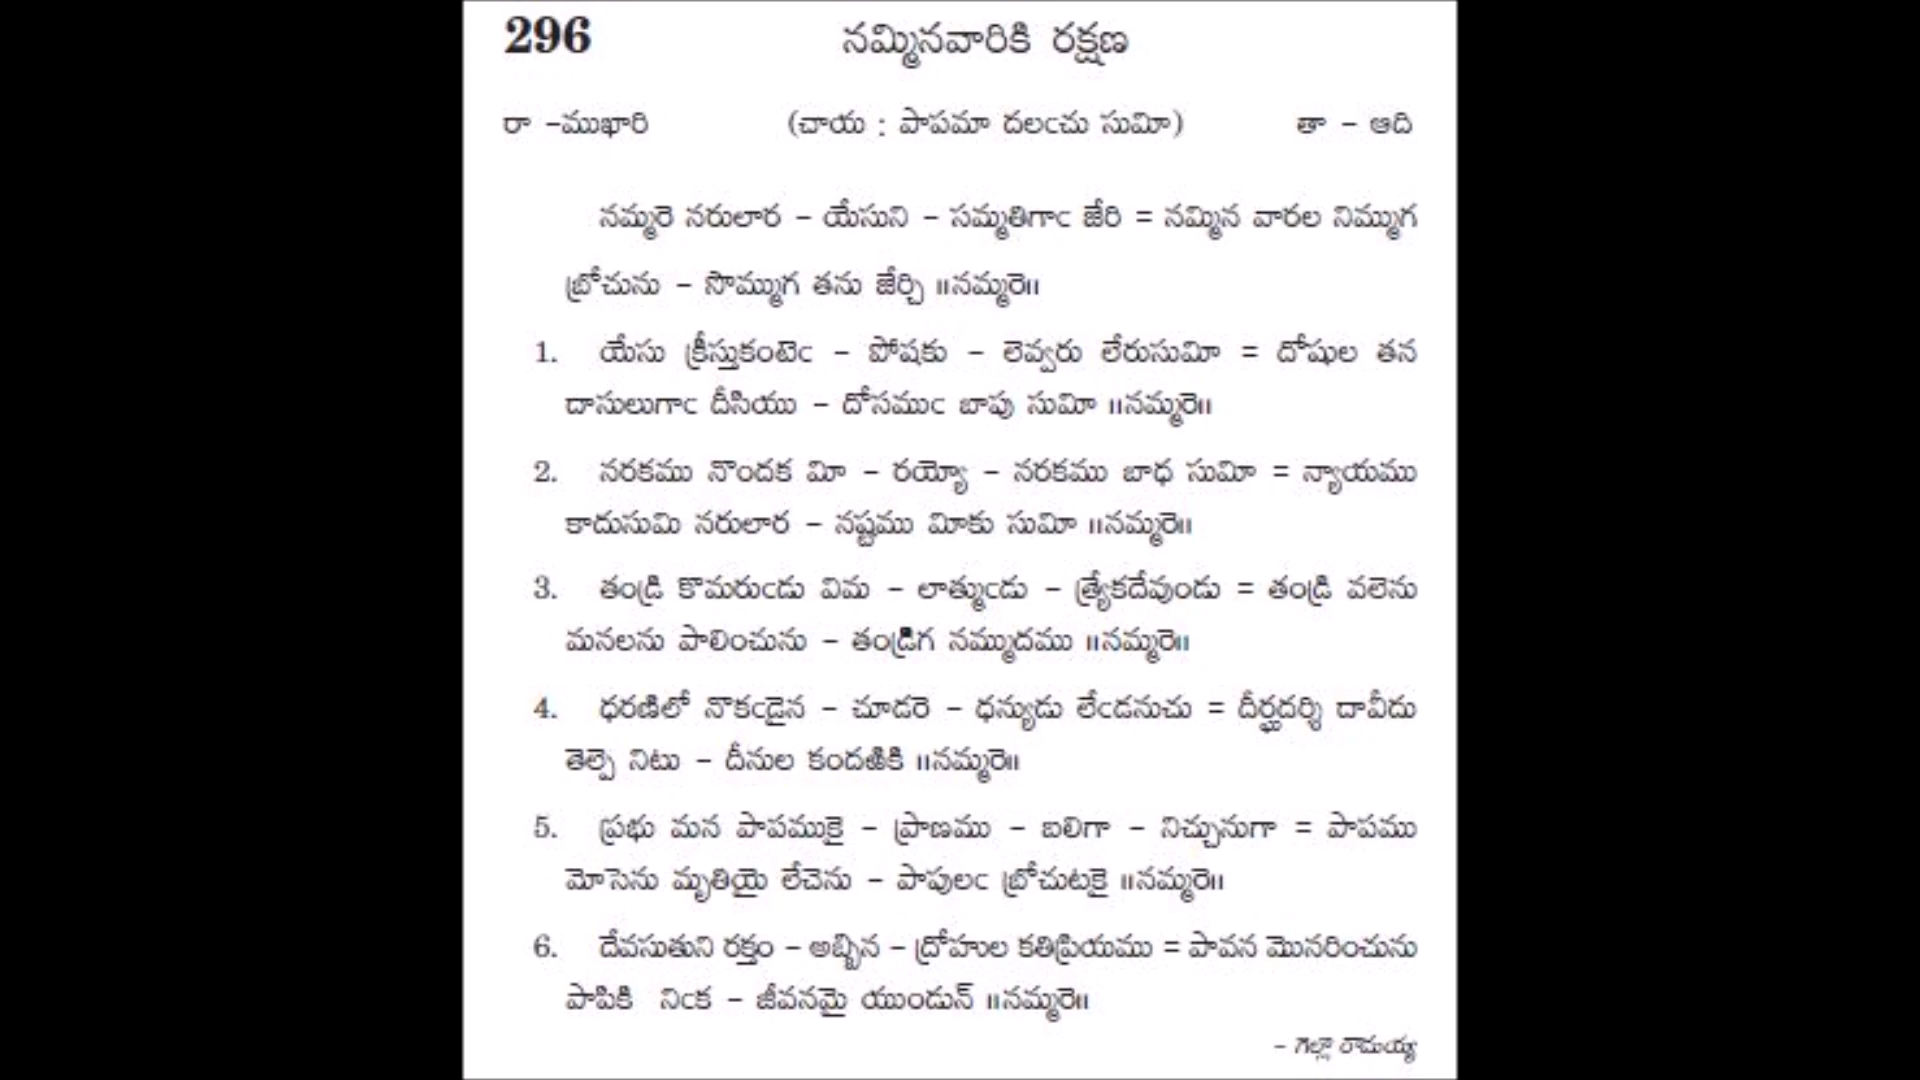 296 నమ్మినవారికి రక్షణ
రా -ముఖారి (చాయ : పాపమా దలఁచు సుమీ) తా - ఆది
నమ్మరె నరులార - యేసుని - సమ్మతిగాఁ జేరి = నమ్మిన వారల నిమ్ముగ
బ్రోచును - సొమ్ముగ తను జేర్చి ॥నమ్మరె॥
1. యేసు క్రీస్తుకంటెఁ - పోషకు - లెవ్వరు లేరుసుమీ = దోషుల తన
దాసులుగాఁ దీసియు - దోసముఁ బాపు సుమీ ॥నమ్మరె॥
2. నరకము నొందక మీ - రయ్యో - నరకము బాధ సుమీ = న్యాయము
కాదుసుమి నరులార - నష్టము మీకు సుమీ ॥నమ్మరె॥
3. తండ్రి కొమరుఁడు విమ - లాత్ముఁడు - త్ర్యేకదేవుండు = తండ్రి వలెను
మనలను పాలించును - తండ్రిగ నమ్ముదము ॥నమ్మరె॥
4. ధరణిలో నొకఁడైన - చూడరె - ధన్యుడు లేఁడనుచు = దీర్ఘదర్శి దావీదు
తెల్పె నిటు - దీనుల కందఱికి ॥నమ్మరె॥
5. ప్రభు మన పాపముకై - ప్రాణము - బలిగా - నిచ్చునుగా = పాపము
మోసెను మృతియై లేచెను - పాపులఁ బ్రోచుటకై ॥నమ్మరె॥
6. దేవసుతుని రక్తం - అబ్బిన - ద్రోహుల కతిప్రియము = పావన మొనరించును
పాపికి నిఁక - జీవనమై యుండున్ ॥నమ్మరె॥
- గొల్ల రాముయ్య